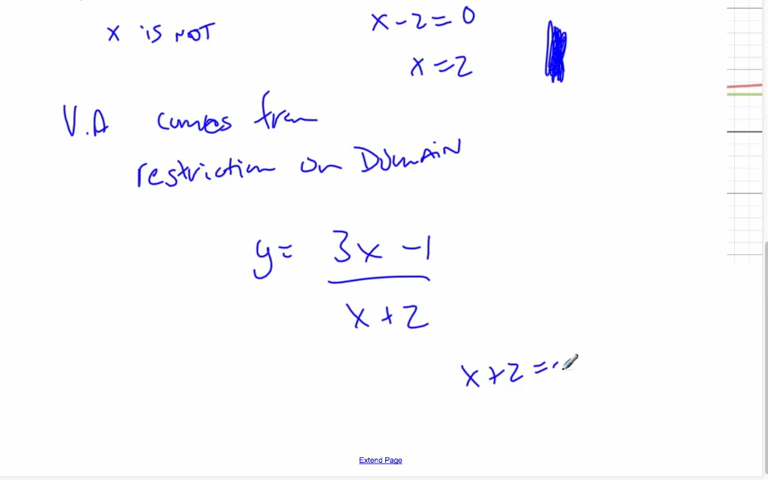 x is NOT
x-2=0
x=2
V.A comes from
restriction on DOMAIN
y= 3x-1
x+2
x+2=
Extend Page